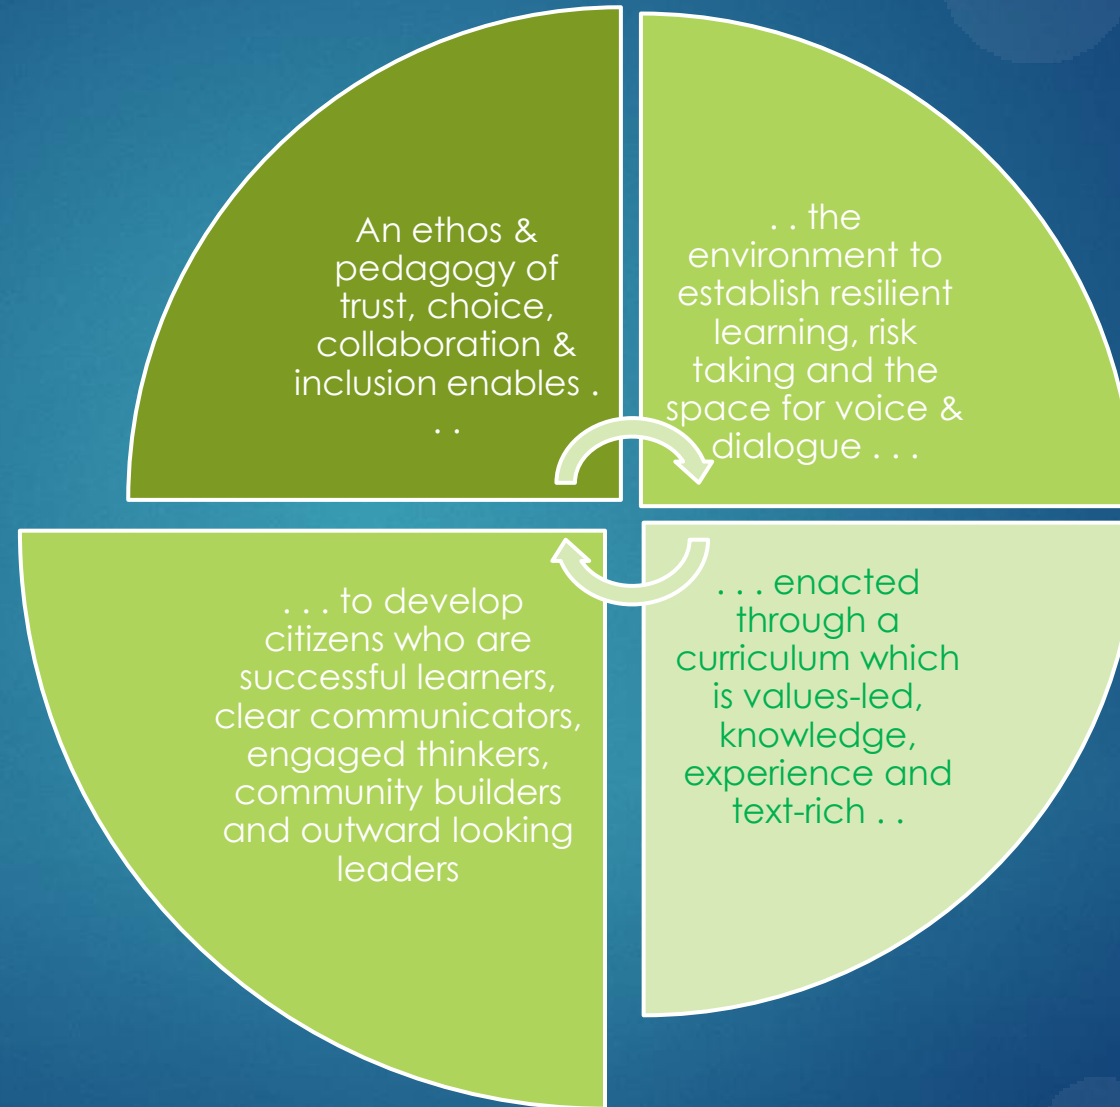 An ethos &
pedagogy of
trust, choice,
collaboration &
inclusion enables .
. .
. . the
environment to
establish resilient
learning, risk
taking and the
space for voice &
dialogue . . .
. . . enacted
through a
curriculum which
is values-led,
knowledge,
experience and
text-rich . .
. . . to develop
citizens who are
successful learners,
clear communicators,
engaged thinkers,
community builders
and outward looking
leaders